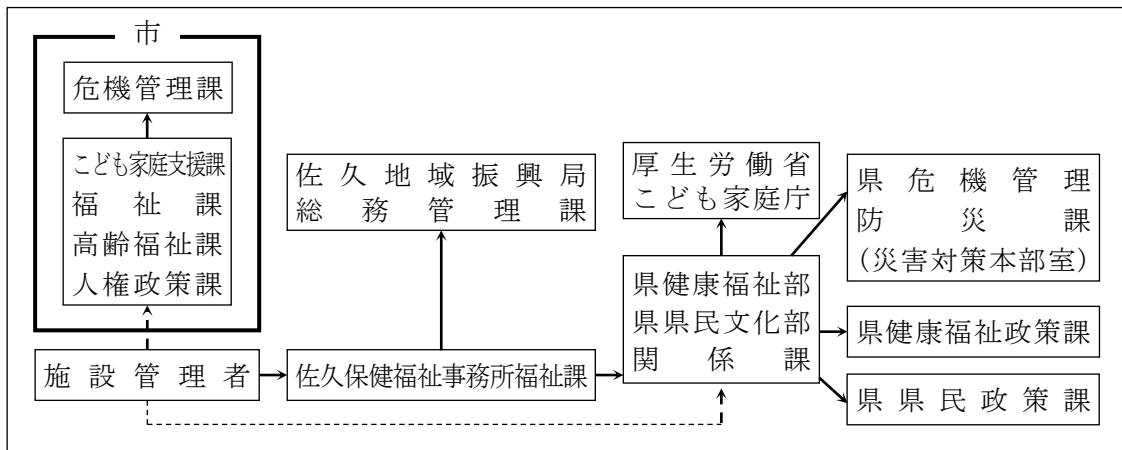 市
危機管理課
こども家庭支援課
福祉課
高齢福祉課
人権政策課
施設管理者
佐久地域振興局
総務管理課
佐久保健福祉事務所福祉課
厚生労働省
こども家庭庁
県健康福祉部
県県民文化部
関係課
県危機管理
防災課
(災害対策本部室)
県健康福祉政策課
県県民政策課